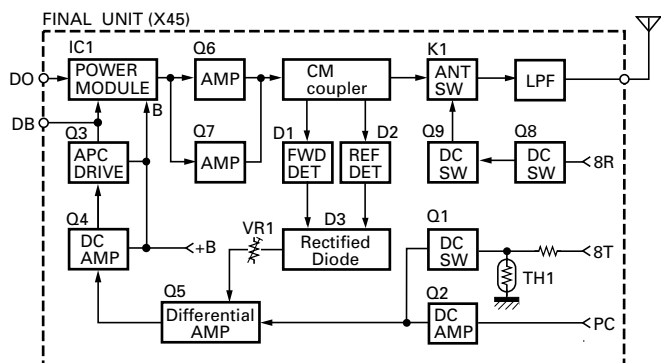 FINAL UNIT (X45)
IC1
Q6
K1
DO
POWER
MODULE
AMP
CM
coupler
ANT
SW
LPF
B
DB
Q3
Q7
D1
D2
Q9
Q8
APC
DRIVE
AMP
FWD
DET
REF
DET
DC
SW
DC
SW
8R
Q4
VR1
D3
Q1
DC
AMP
+B
Rectified
Diode
DC
SW
8T
Q5
Q2
TH1
Differential
AMP
DC
AMP
PC